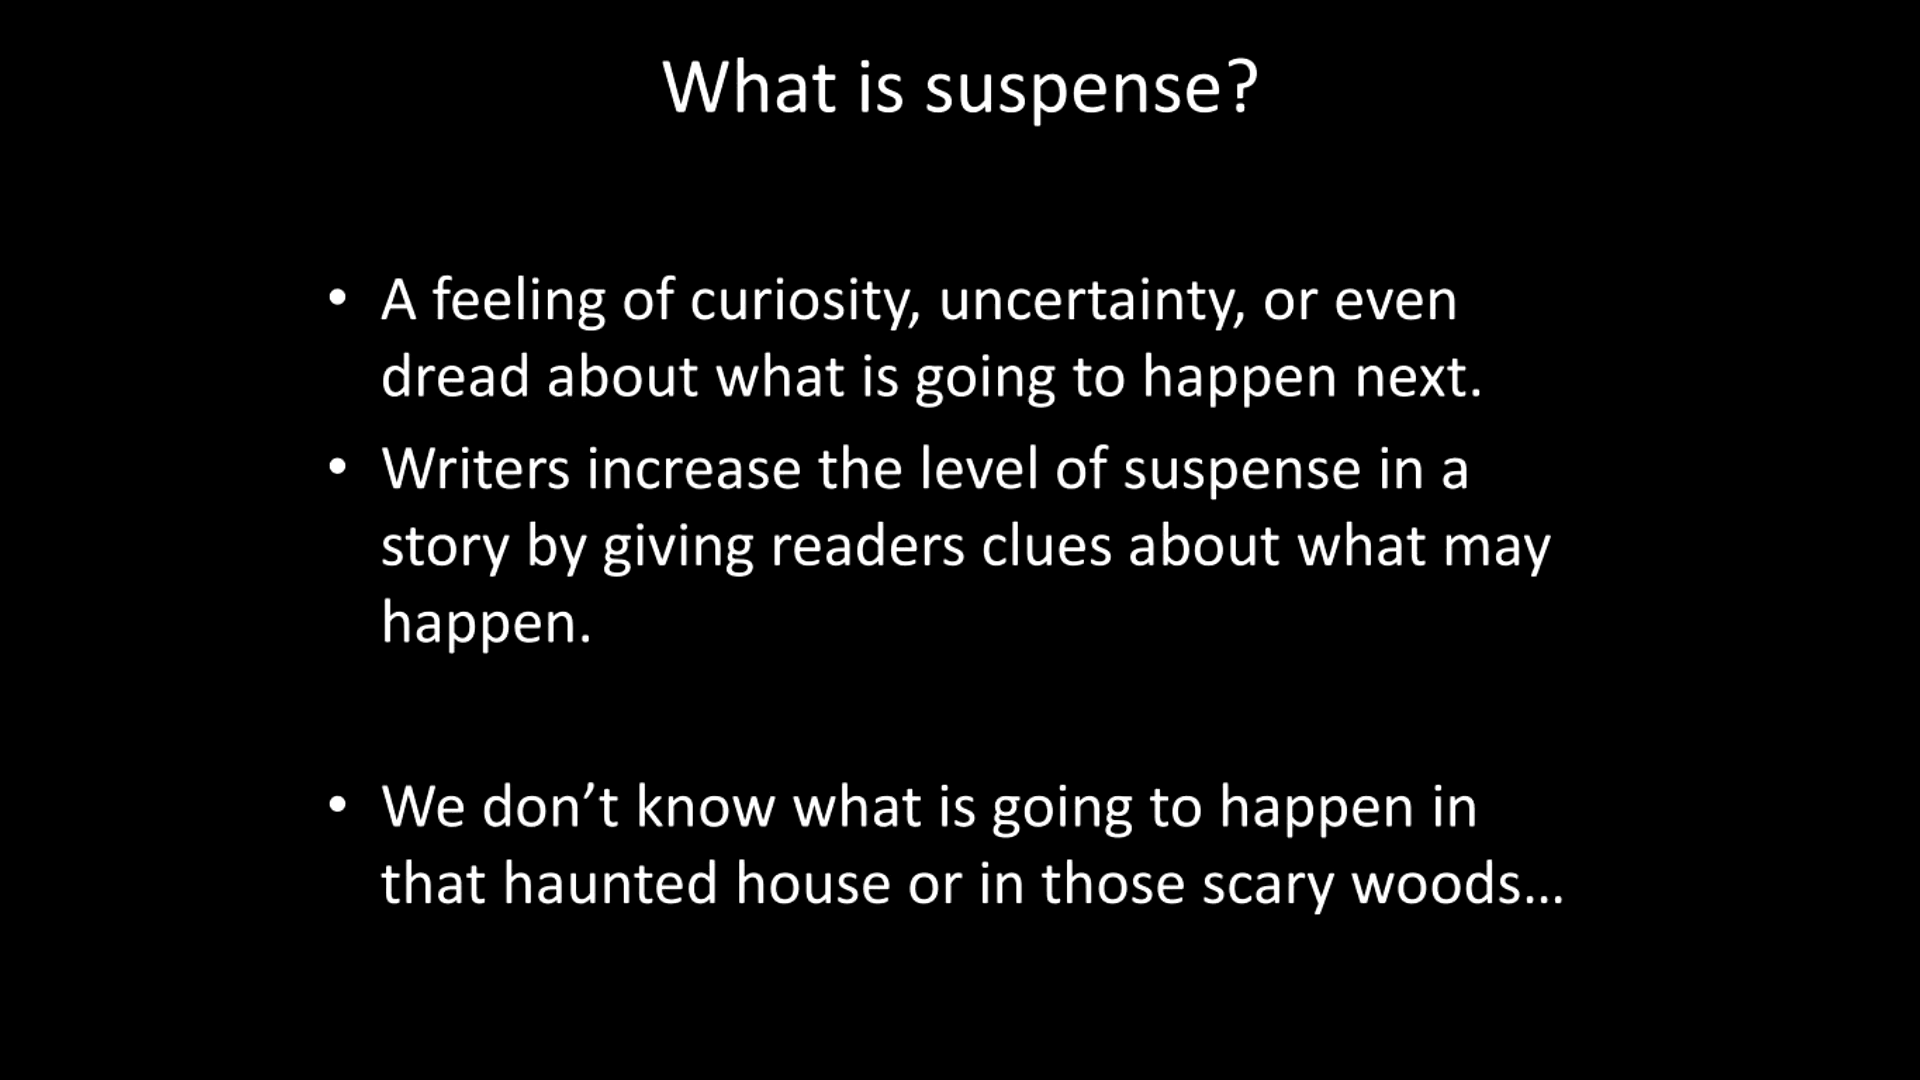 What is suspense?
• A feeling of curiosity, uncertainty, or even
dread about what is going to happen next.
• Writers increase the level of suspense in a
story by giving readers clues about what may
happen.
• We don’t know what is going to happen in
that haunted house or in those scary woods…